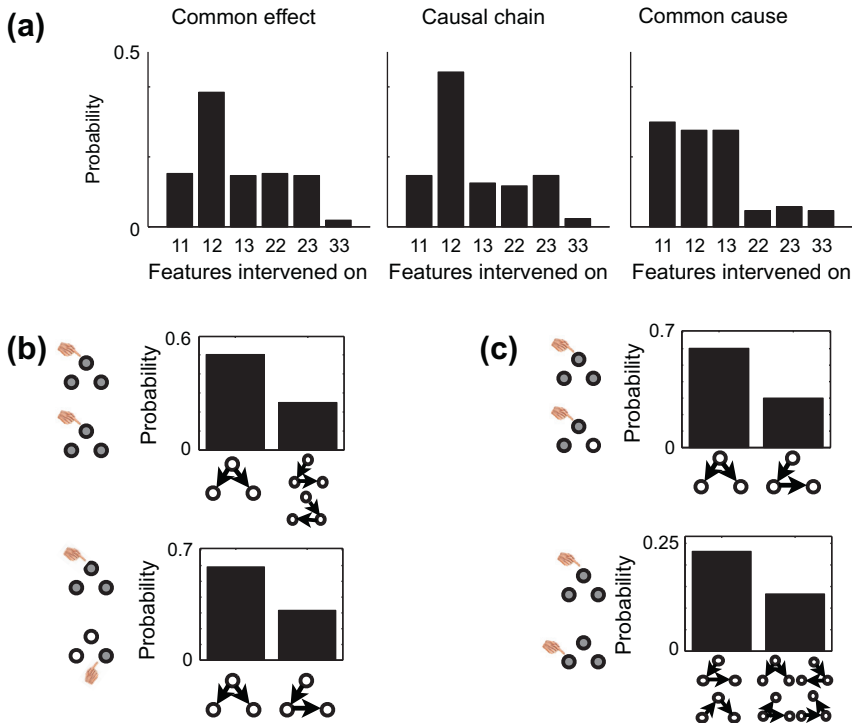 (a)
Common effect
Causal chain
Common cause
Probability
0.5
0
11 12 13 22 23 33
11 12 13 22 23 33
11 12 13 22 23 33
Features intervened on
Features intervened on
Features intervened on
(b)
Probability
0.6
0
Probability
0.7
0
(c)
Probability
0.7
0
Probability
0.25
0